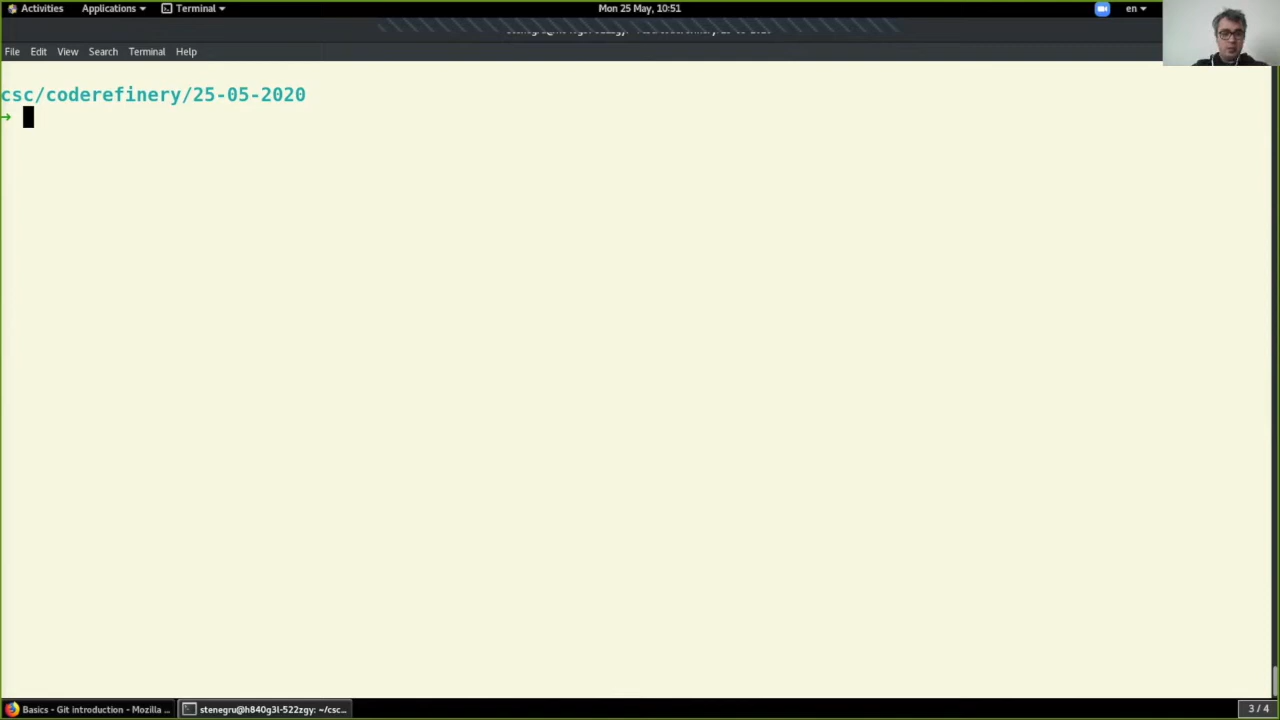 Activities Applications Terminal Mon 25 May, 10:51 en
File Edit View Search Terminal Help
csc/coderefinery/25-05-2020
→
Basics - Git introduction - Mozilla ... stenegru@h840g3l-522zgy: ~/csc... 3 / 4